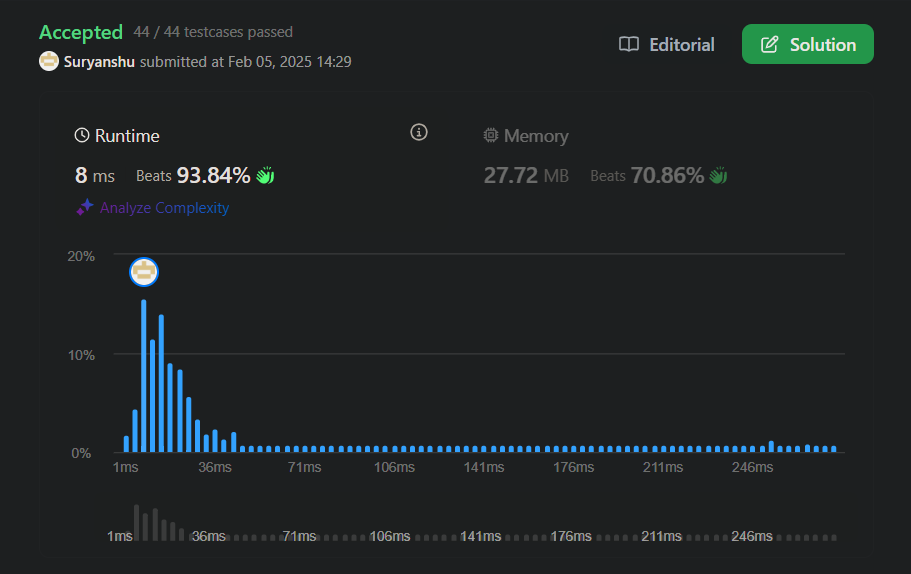 Accepted 44 / 44 testcases passed
Suryanshu submitted at Feb 05, 2025 14:29
Editorial
Solution
Runtime
8 ms Beats 93.84%
Analyze Complexity
Memory
27.72 MB Beats 70.86%
20%
10%
0%
1ms 36ms 71ms 106ms 141ms 176ms 211ms 246ms
1ms 36ms 71ms 106ms 141ms 176ms 211ms 246ms